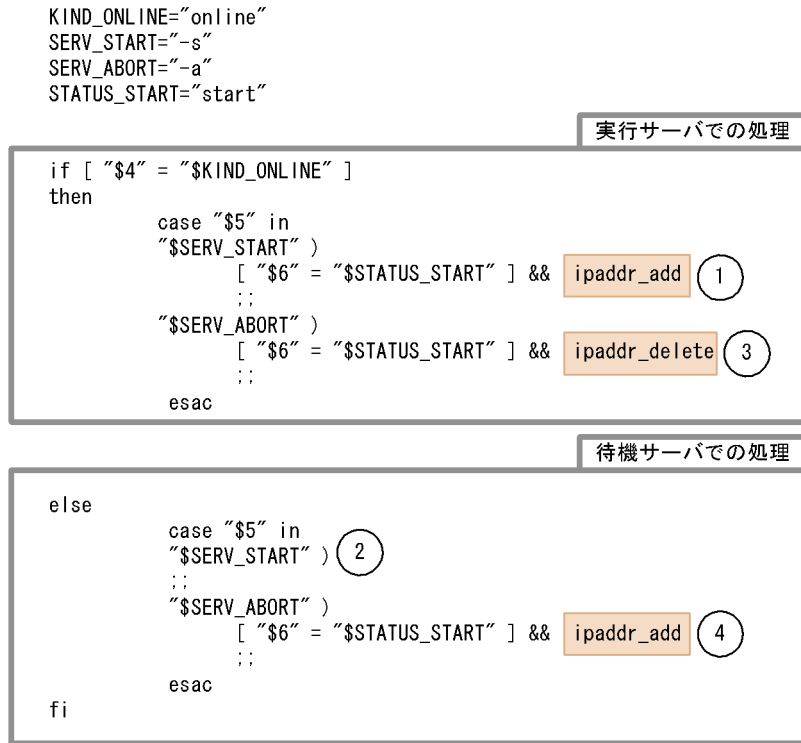 KIND_ONLINE="online"
SERV_START="-s"
SERV_ABORT="-a"
STATUS_START="start"
実行サーバでの処理
if [ "$4" = "$KIND_ONLINE" ]
then
case "$5" in
"$SERV_START" )
[ "$6" = "$STATUS_START" ] && ipaddr_add 1
;;
"$SERV_ABORT" )
[ "$6" = "$STATUS_START" ] && ipaddr_delete 3
;;
esac
待機サーバでの処理
else
case "$5" in
"$SERV_START" ) 2
;;
"$SERV_ABORT" )
[ "$6" = "$STATUS_START" ] && ipaddr_add 4
;;
esac
fi